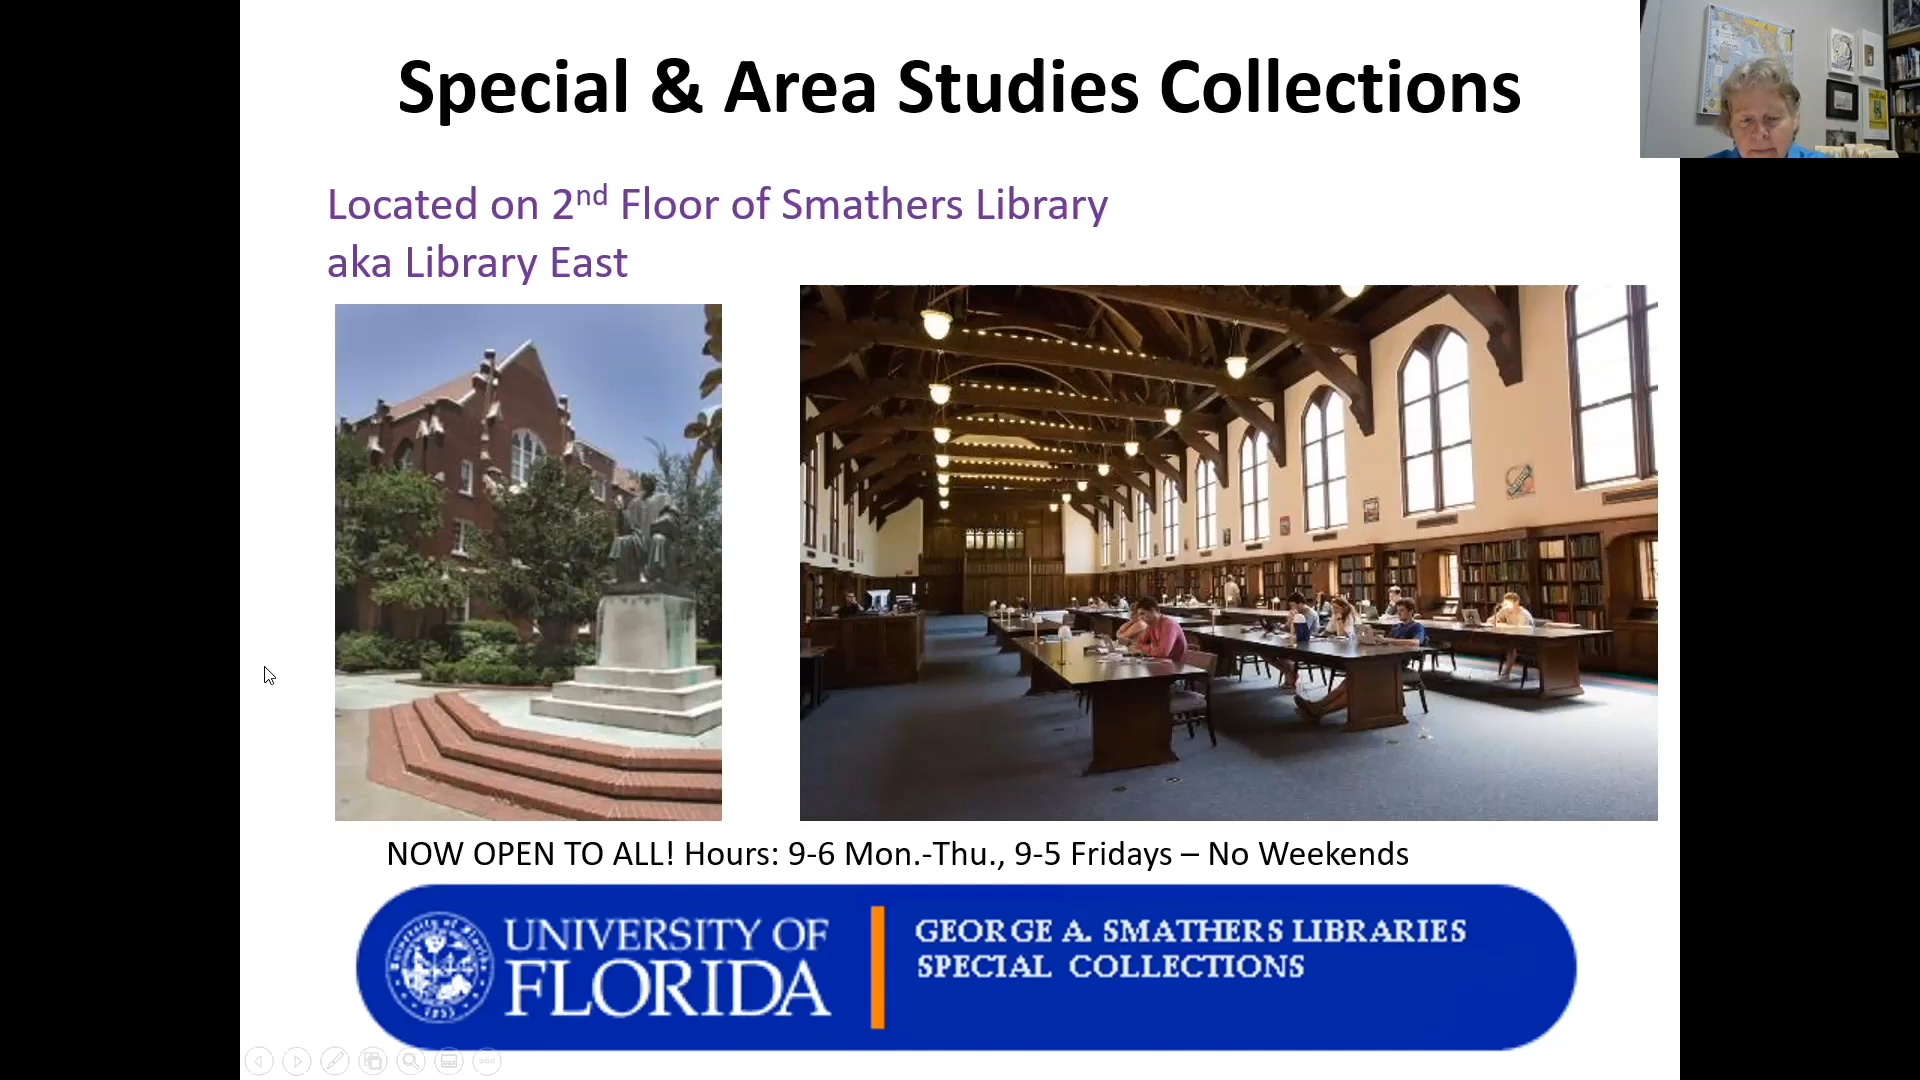 Special & Area Studies Collections
Located on 2nd Floor of Smathers Library
aka Library East
NOW OPEN TO ALL! Hours: 9-6 Mon.-Thu., 9-5 Fridays – No Weekends
UNIVERSITY OF
FLORIDA
GEORGE A. SMATHERS LIBRARIES
SPECIAL COLLECTIONS